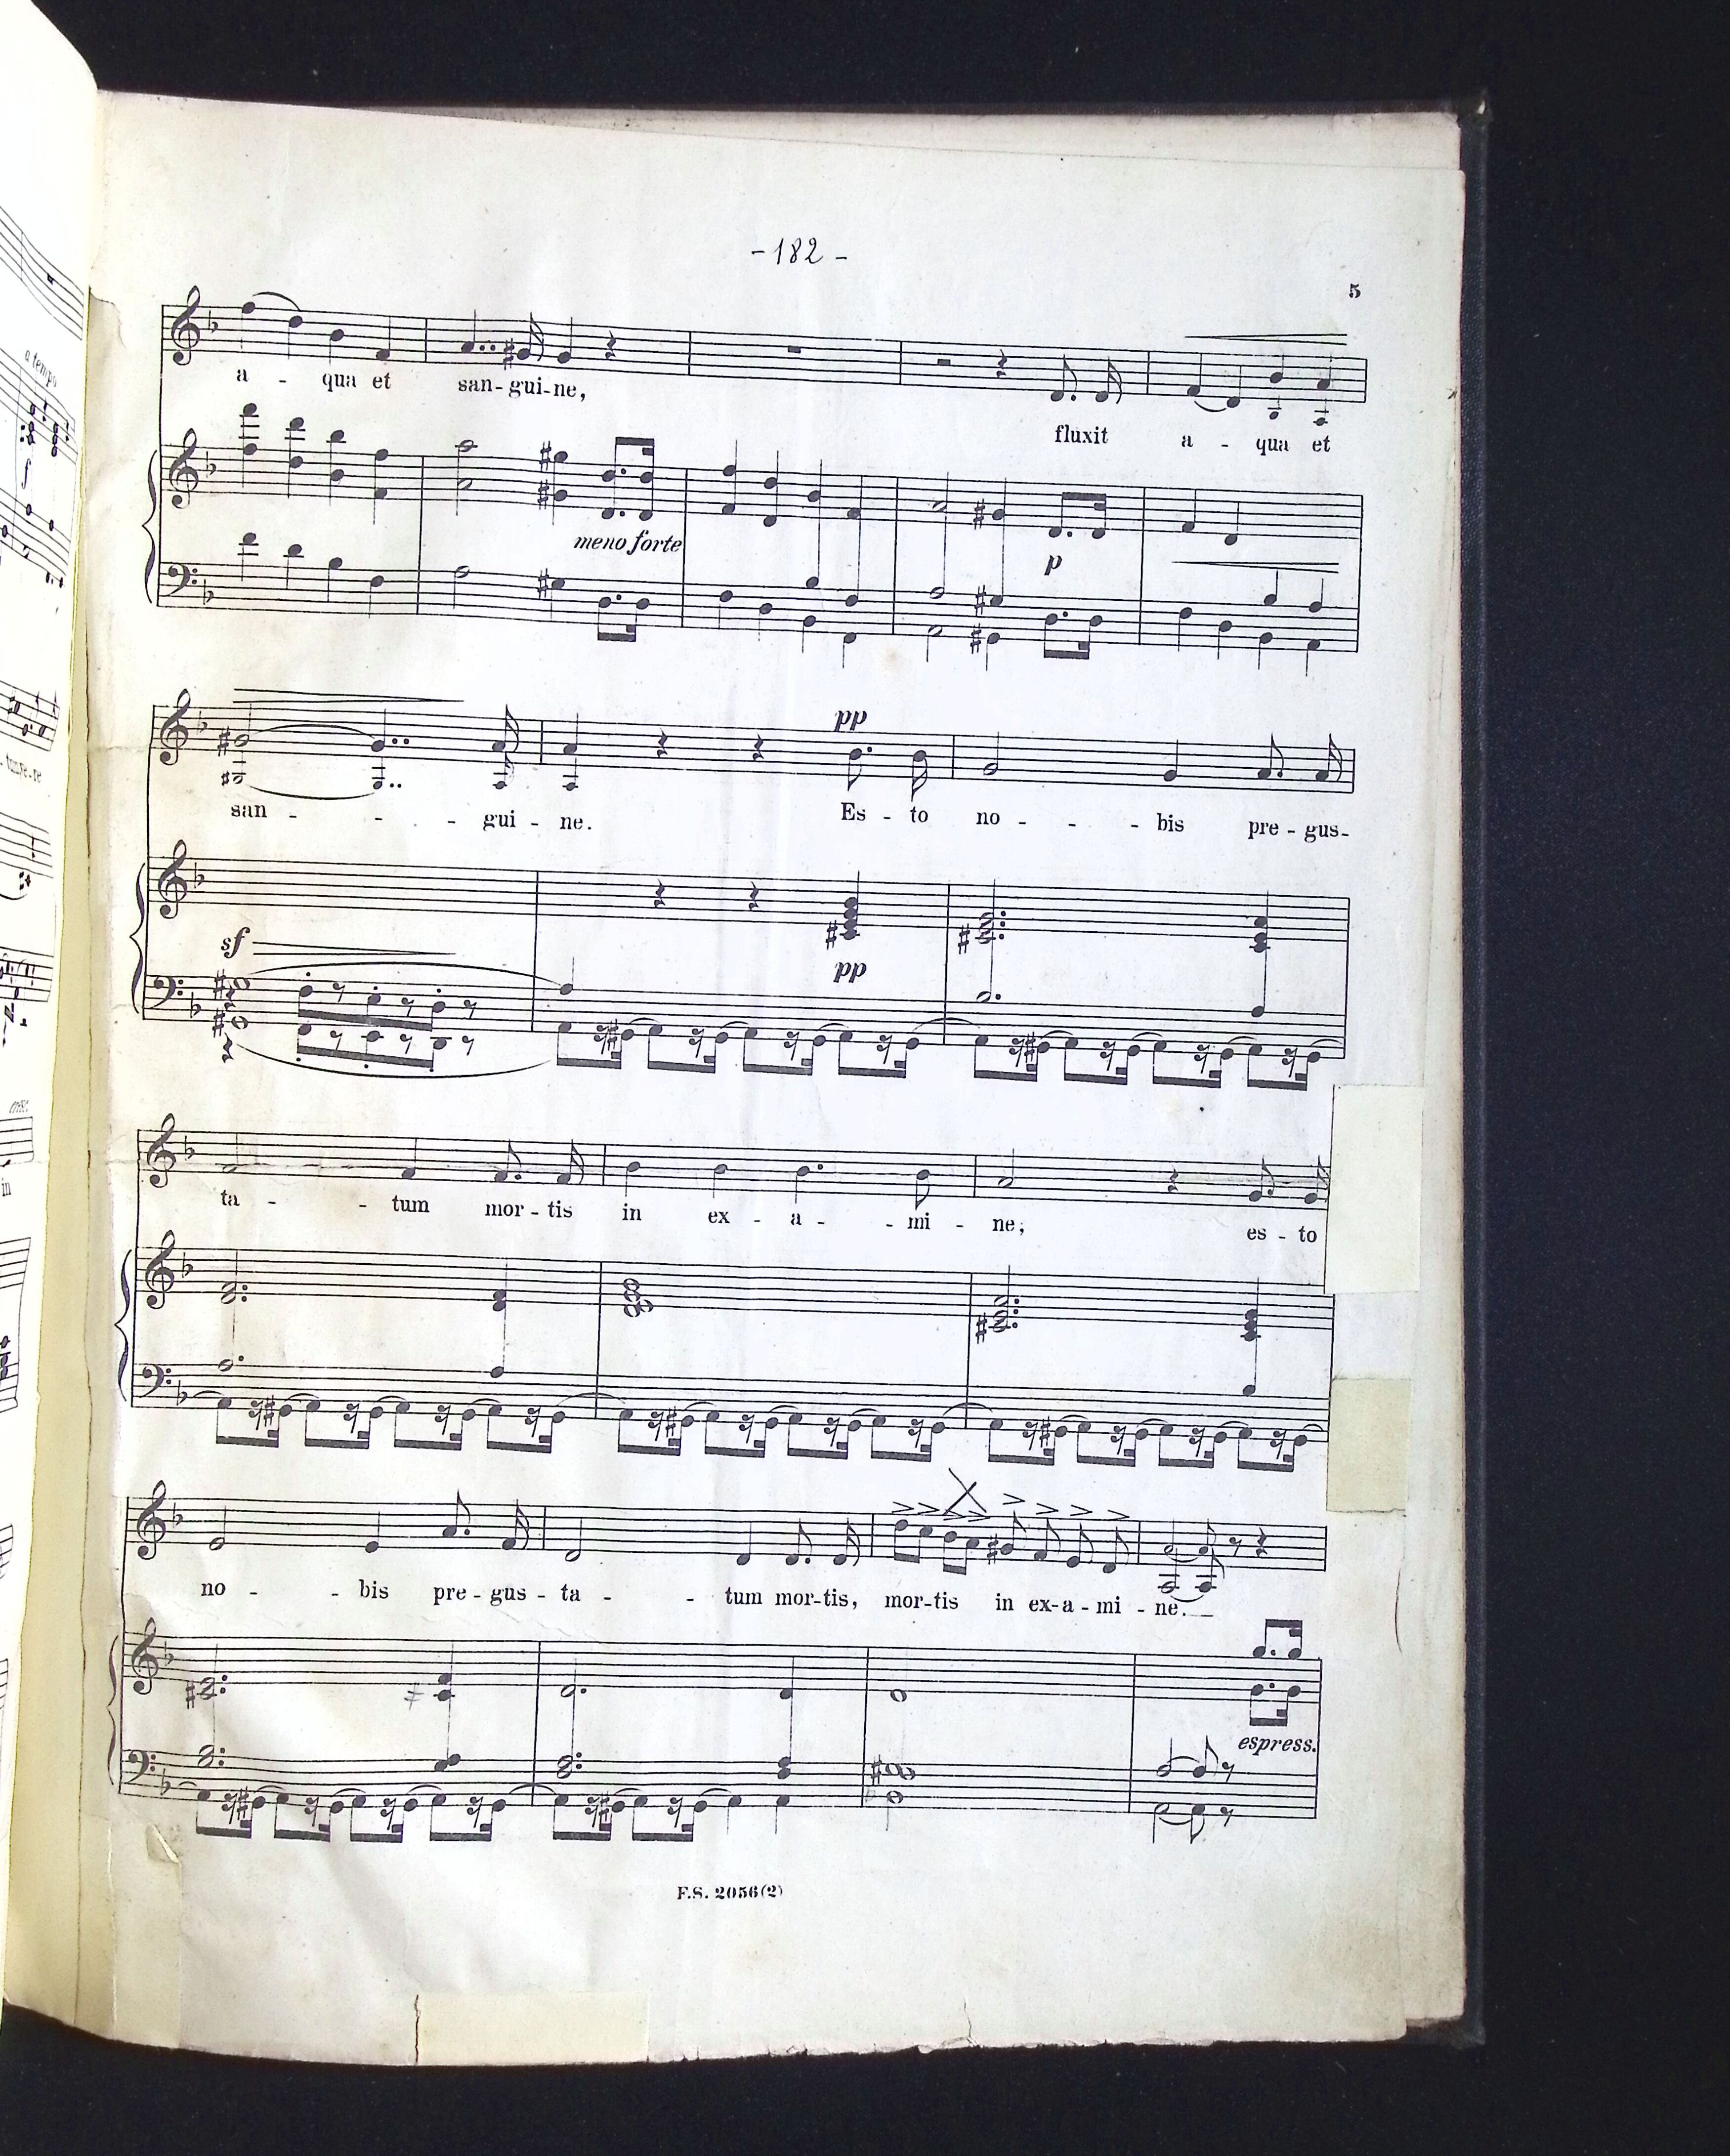 - 182 -
5
a - qua et san-gui-ne, fluxit a - qua et
meno forte
p
pp
san - - - gui - ne. Es - to no - - - bis pre - gus-
sf
pp
ta - - tum mor - tis in ex - a - - mi - ne; es - to
no - - bis pre - gus - ta - - tum mor-tis, mor-tis in ex-a - mi - ne.
espress.
F.S. 2056(2)
a tempo
f